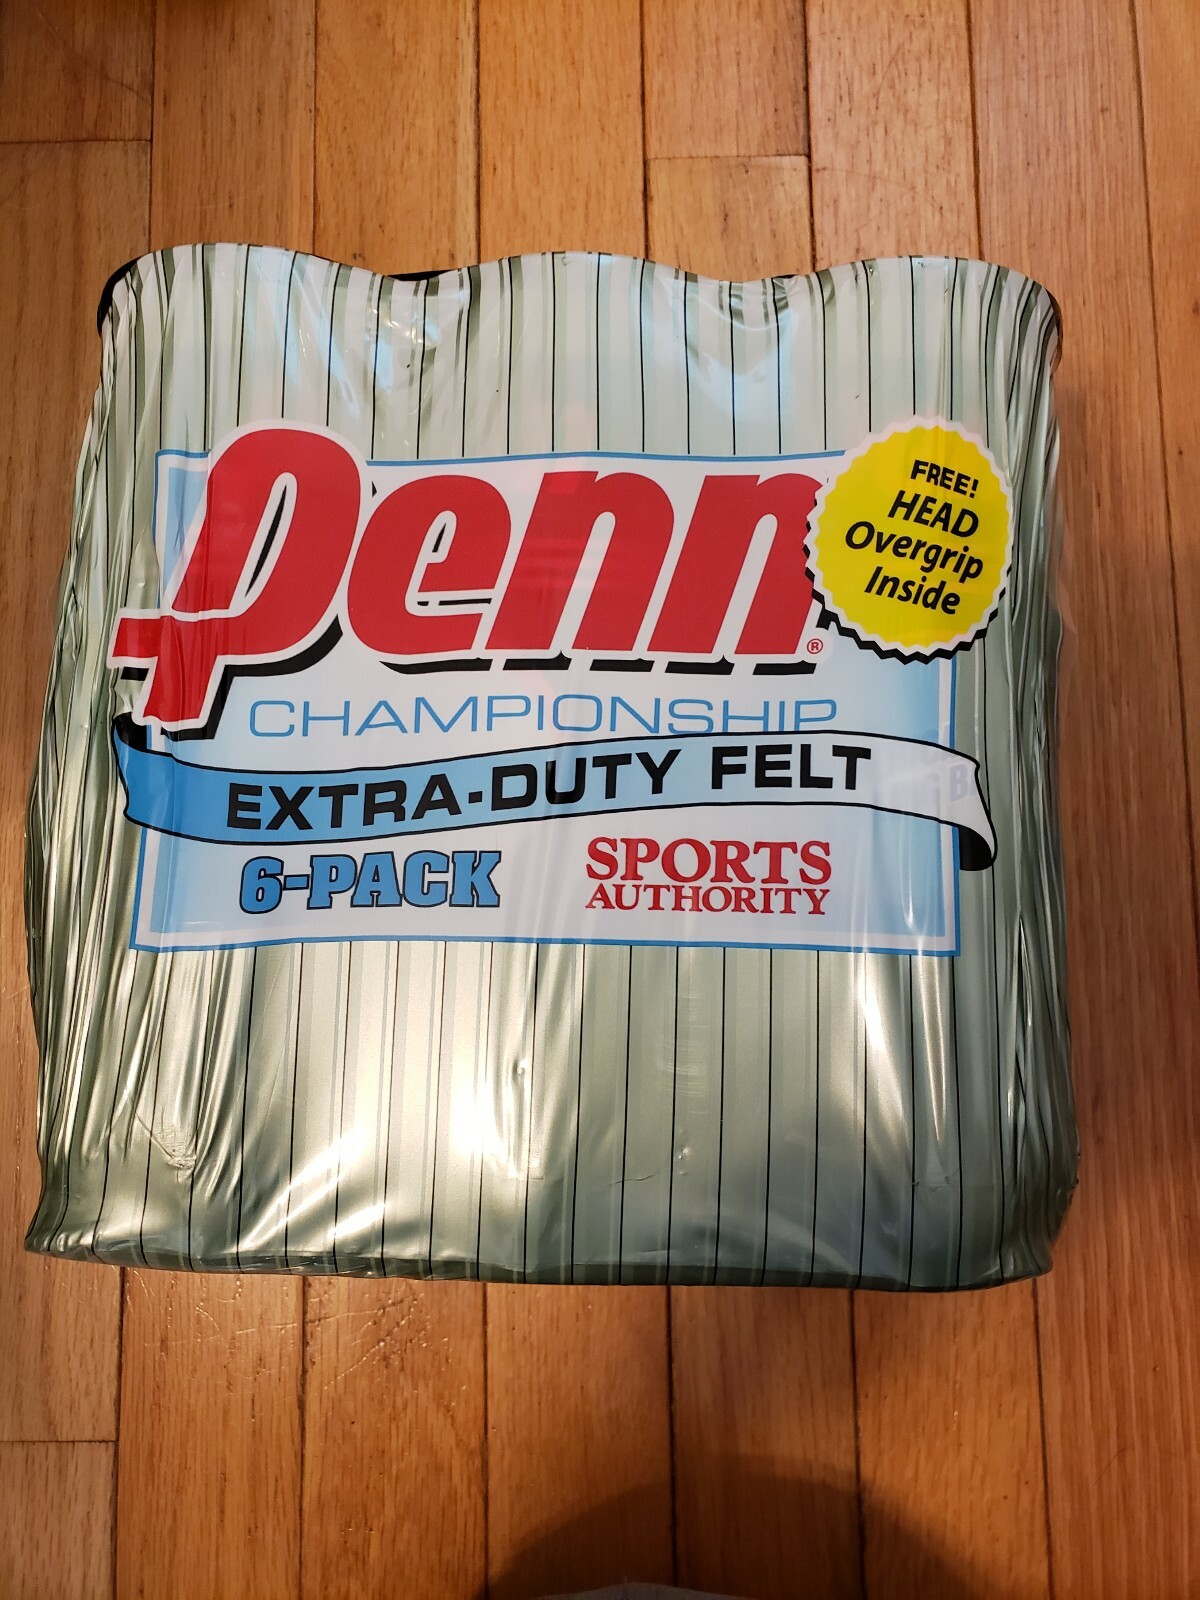 Penn®
FREE!
HEAD
Overgrip
Inside
CHAMPIONSHIP
EXTRA-DUTY FELT
6-PACK
SPORTS
AUTHORITY